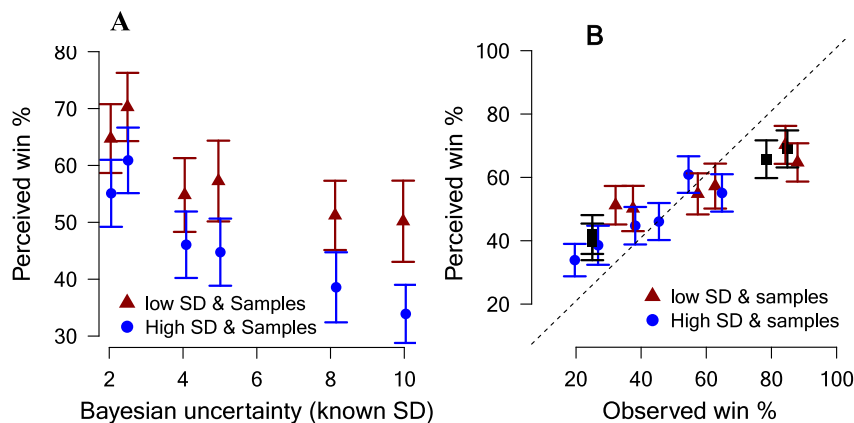 A
Perceived win %
80
70
60
50
40
30
low SD & Samples
High SD & Samples
2 4 6 8 10
Bayesian uncertainty (known SD)
B
Perceived win %
100
80
60
40
20
low SD & samples
High SD & samples
20 40 60 80 100
Observed win %